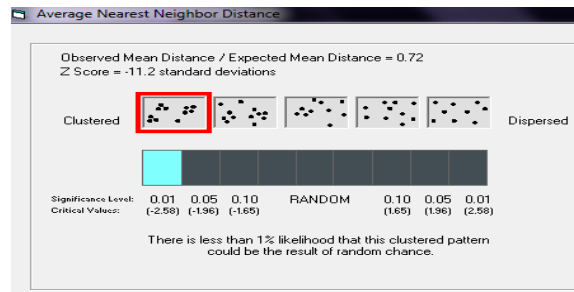 Average Nearest Neighbor Distance
Observed Mean Distance / Expected Mean Distance = 0.72
Z Score = -11.2 standard deviations
Clustered Dispersed
Significance Level: 0.01 0.05 0.10 RANDOM 0.10 0.05 0.01
Critical Values: (-2.58) (-1.96) (-1.65) (1.65) (1.96) (2.58)
There is less than 1% likelihood that this clustered pattern
could be the result of random chance.